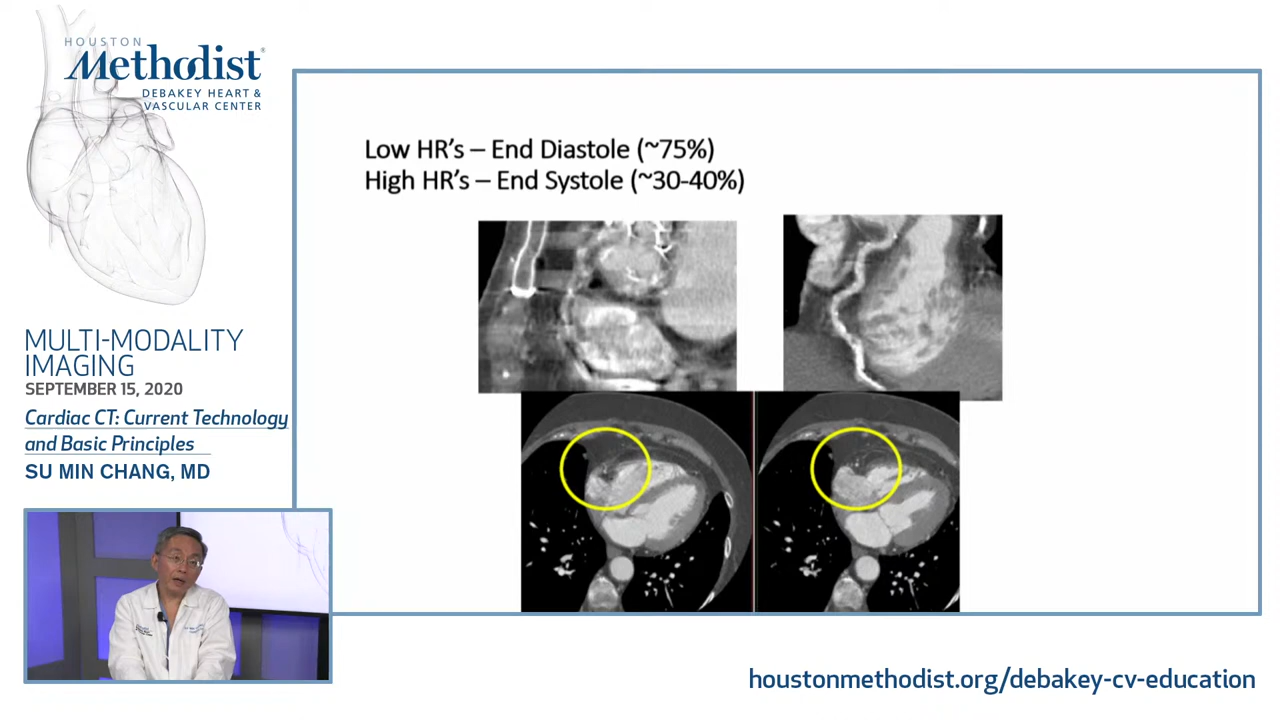 HOUSTON
Methodist®
DEBAKEY HEART &
VASCULAR CENTER
MULTI-MODALITY
IMAGING
SEPTEMBER 15, 2020
Cardiac CT: Current Technology
and Basic Principles
SU MIN CHANG, MD
Low HR’s – End Diastole (~75%)
High HR’s – End Systole (~30-40%)
houstonmethodist.org/debakey-cv-education